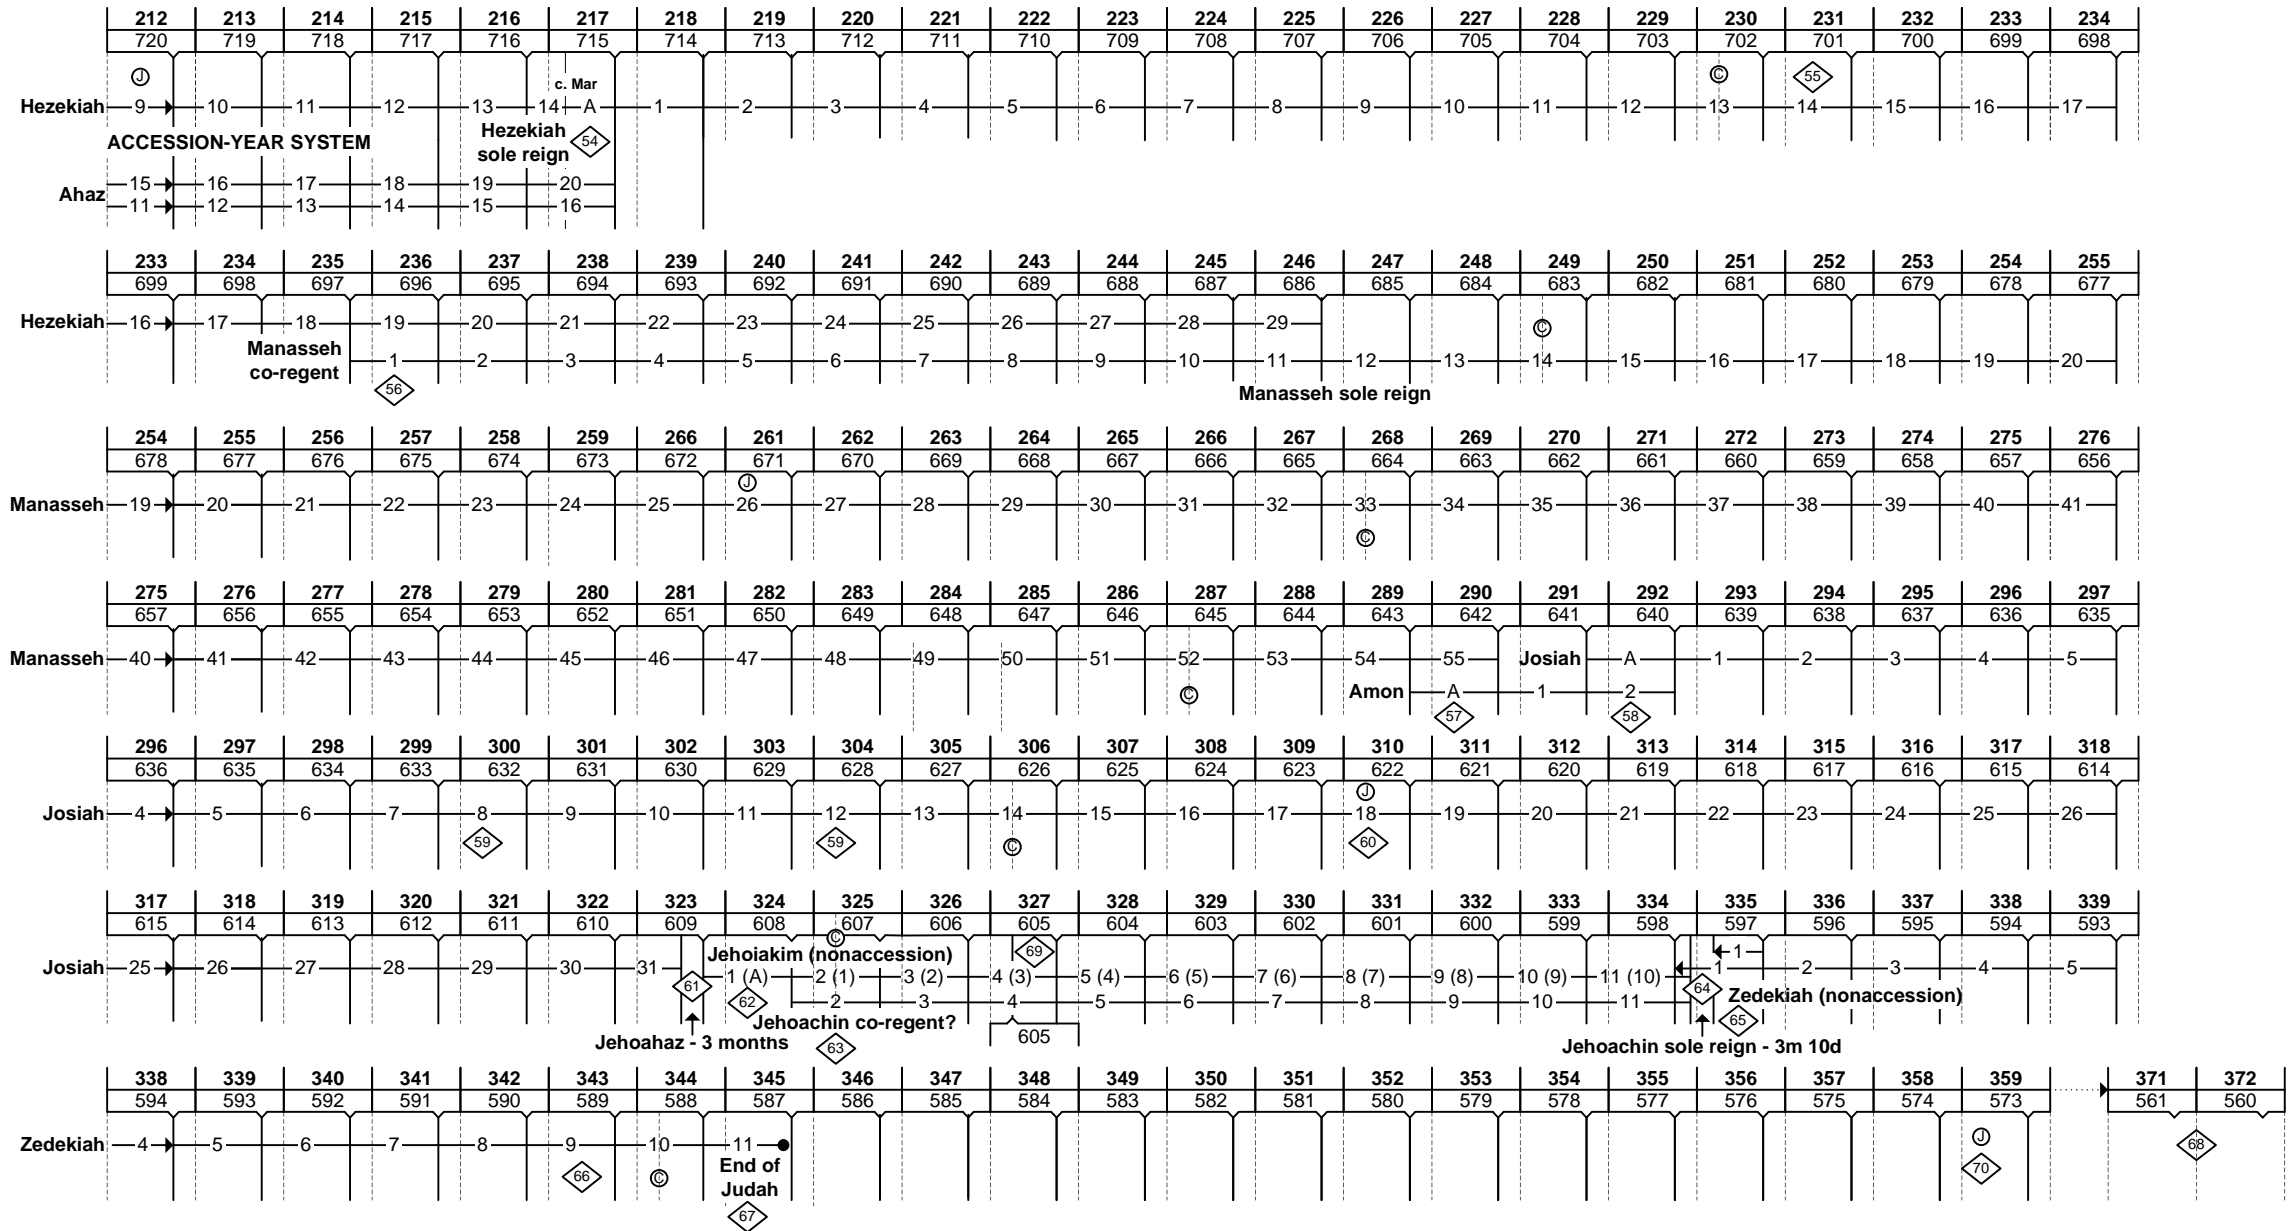 212 213 214 215 216 217 218 219 220 221 222 223 224 225 226 227 228 229 230 231 232 233 234
720 719 718 717 716 715 714 713 712 711 710 709 708 707 706 705 704 703 702 701 700 699 698
J C 55
c. Mar
Hezekiah 9 10 11 12 13 14 A 1 2 3 4 5 6 7 8 9 10 11 12 13 14 15 16 17
ACCESSION-YEAR SYSTEM
Hezekiah
sole reign
54
Ahaz
15 16 17 18 19 20
11 12 13 14 15 16
233 234 235 236 237 238 239 240 241 242 243 244 245 246 247 248 249 250 251 252 253 254 255
699 698 697 696 695 694 693 692 691 690 689 688 687 686 685 684 683 682 681 680 679 678 677
Hezekiah 16 17 18 19 20 21 22 23 24 25 26 27 28 29 C
Manasseh
co-regent
1 2 3 4 5 6 7 8 9 10 11 12 13 14 15 16 17 18 19 20
56
Manasseh sole reign
254 255 256 257 258 259 266 261 262 263 264 265 266 267 268 269 270 271 272 273 274 275 276
678 677 676 675 674 673 672 671 670 669 668 667 666 665 664 663 662 661 660 659 658 657 656
J
Manasseh 19 20 21 22 23 24 25 26 27 28 29 30 31 32 33 34 35 36 37 38 39 40 41
C
275 276 277 278 279 280 281 282 283 284 285 286 287 288 289 290 291 292 293 294 295 296 297
657 656 655 654 653 652 651 650 649 648 647 646 645 644 643 642 641 640 639 638 637 636 635
Manasseh 40 41 42 43 44 45 46 47 48 49 50 51 52 53 54 55 Josiah A 1 2 3 4 5
C Amon A 1 2
57 58
296 297 298 299 300 301 302 303 304 305 306 307 308 309 310 311 312 313 314 315 316 317 318
636 635 634 633 632 631 630 629 628 627 626 625 624 623 622 621 620 619 618 617 616 615 614
J
Josiah 4 5 6 7 8 9 10 11 12 13 14 15 16 17 18 19 20 21 22 23 24 25 26
59 59 C 60
317 318 319 320 321 322 323 324 325 326 327 328 329 330 331 332 333 334 335 336 337 338 339
615 614 613 612 611 610 609 608 607 606 605 604 603 602 601 600 599 598 597 596 595 594 593
C
Jehoiakim (nonaccession) 69 1
Josiah 25 26 27 28 29 30 31 1 2 3 4 5
61 1 (A) 2 (1) 3 (2) 4 (3) 5 (4) 6 (5) 7 (6) 8 (7) 9 (8) 10 (9) 11 (10)
62 2 3 4 5 6 7 8 9 10 11 64 Zedekiah (nonaccession)
Jehoachin co-regent? 65
Jehoahaz - 3 months 63 605 Jehoachin sole reign - 3m 10d
338 339 340 341 342 343 344 345 346 347 348 349 350 351 352 353 354 355 356 357 358 359 371 372
594 593 592 591 590 589 588 587 586 585 584 583 582 581 580 579 578 577 576 575 574 573 561 560
J
Zedekiah 4 5 6 7 8 9 10 11 68
66 C End of
Judah 70
67